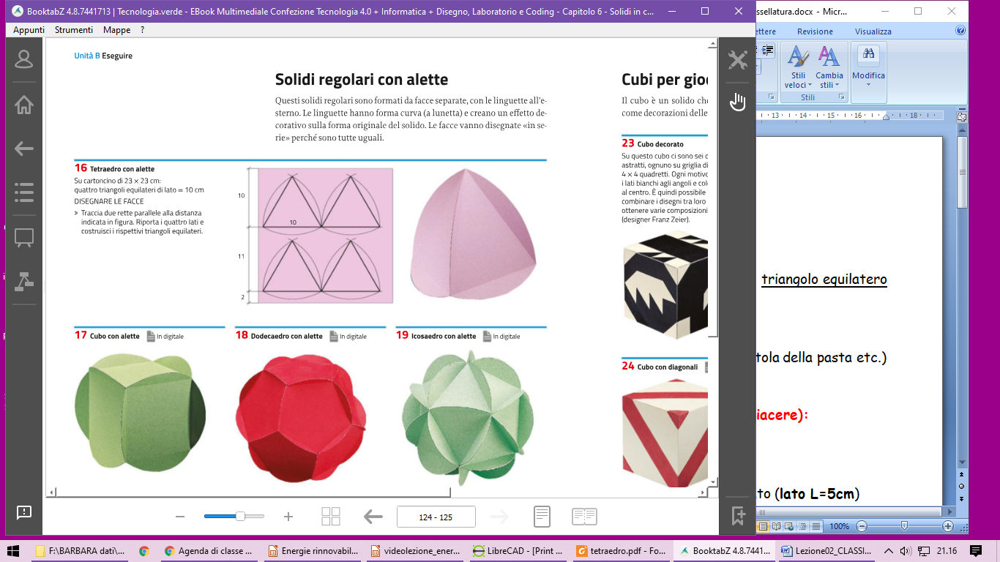 BooktabZ 4.8.7441713 | Tecnologia.verde - EBook Multimediale Confezione Tecnologia 4.0 + Informatica + Disegno, Laboratorio e Coding - Capitolo 6 - Solidi in c...
Appunti Strumenti Mappe ?
Unità B Eseguire
Solidi regolari con alette
Questi solidi regolari sono formati da facce separate, con le linguette all'e-
sterno. Le linguette hanno forma curva (a lunetta) e creano un effetto de-
corativo sulla forma originale del solido. Le facce vanno disegnate «in se-
rie» perché sono tutte uguali.
16 Tetraedro con alette
Su cartoncino di 23 × 23 cm:
quattro triangoli equilateri di lato = 10 cm
DISEGNARE LE FACCE
Traccia due rette parallele alla distanza
indicata in figura. Riporta i quattro lati e
costruisci i rispettivi triangoli equilateri.
10
10
11
2
17 Cubo con alette In digitale
18 Dodecaedro con alette In digitale
19 Icosaedro con alette In digitale
Cubi per gioc
Il cubo è un solido che
come decorazioni delle
23 Cubo decorato
Su questo cubo ci sono sei d
astratti, ognuno su griglia di
4 × 4 quadretti. Ogni motivo
i lati bianchi agli angoli e colo
al centro. È quindi possibile
combinare i disegni tra loro
ottenere varie composizioni
(designer Franz Zeier).
24 Cubo con diagonali
124 - 125
ssellatura.docx - Micr...
ettere Revisione Visualizza
Stili veloci
Cambia stili
Modifica
Stili
13 14 15 16 17 18
triangolo equilatero
tola della pasta etc.)
iacere):
to (lato L=5cm)
100%
F:\BARBARA dati\...
Agenda di classe ...
Energie rinnovabil...
videolezione_ener...
LibreCAD - [Print ...
tetraedro.pdf - Fo...
BooktabZ 4.8.7441...
Lezione02_CLASSI...
21.16